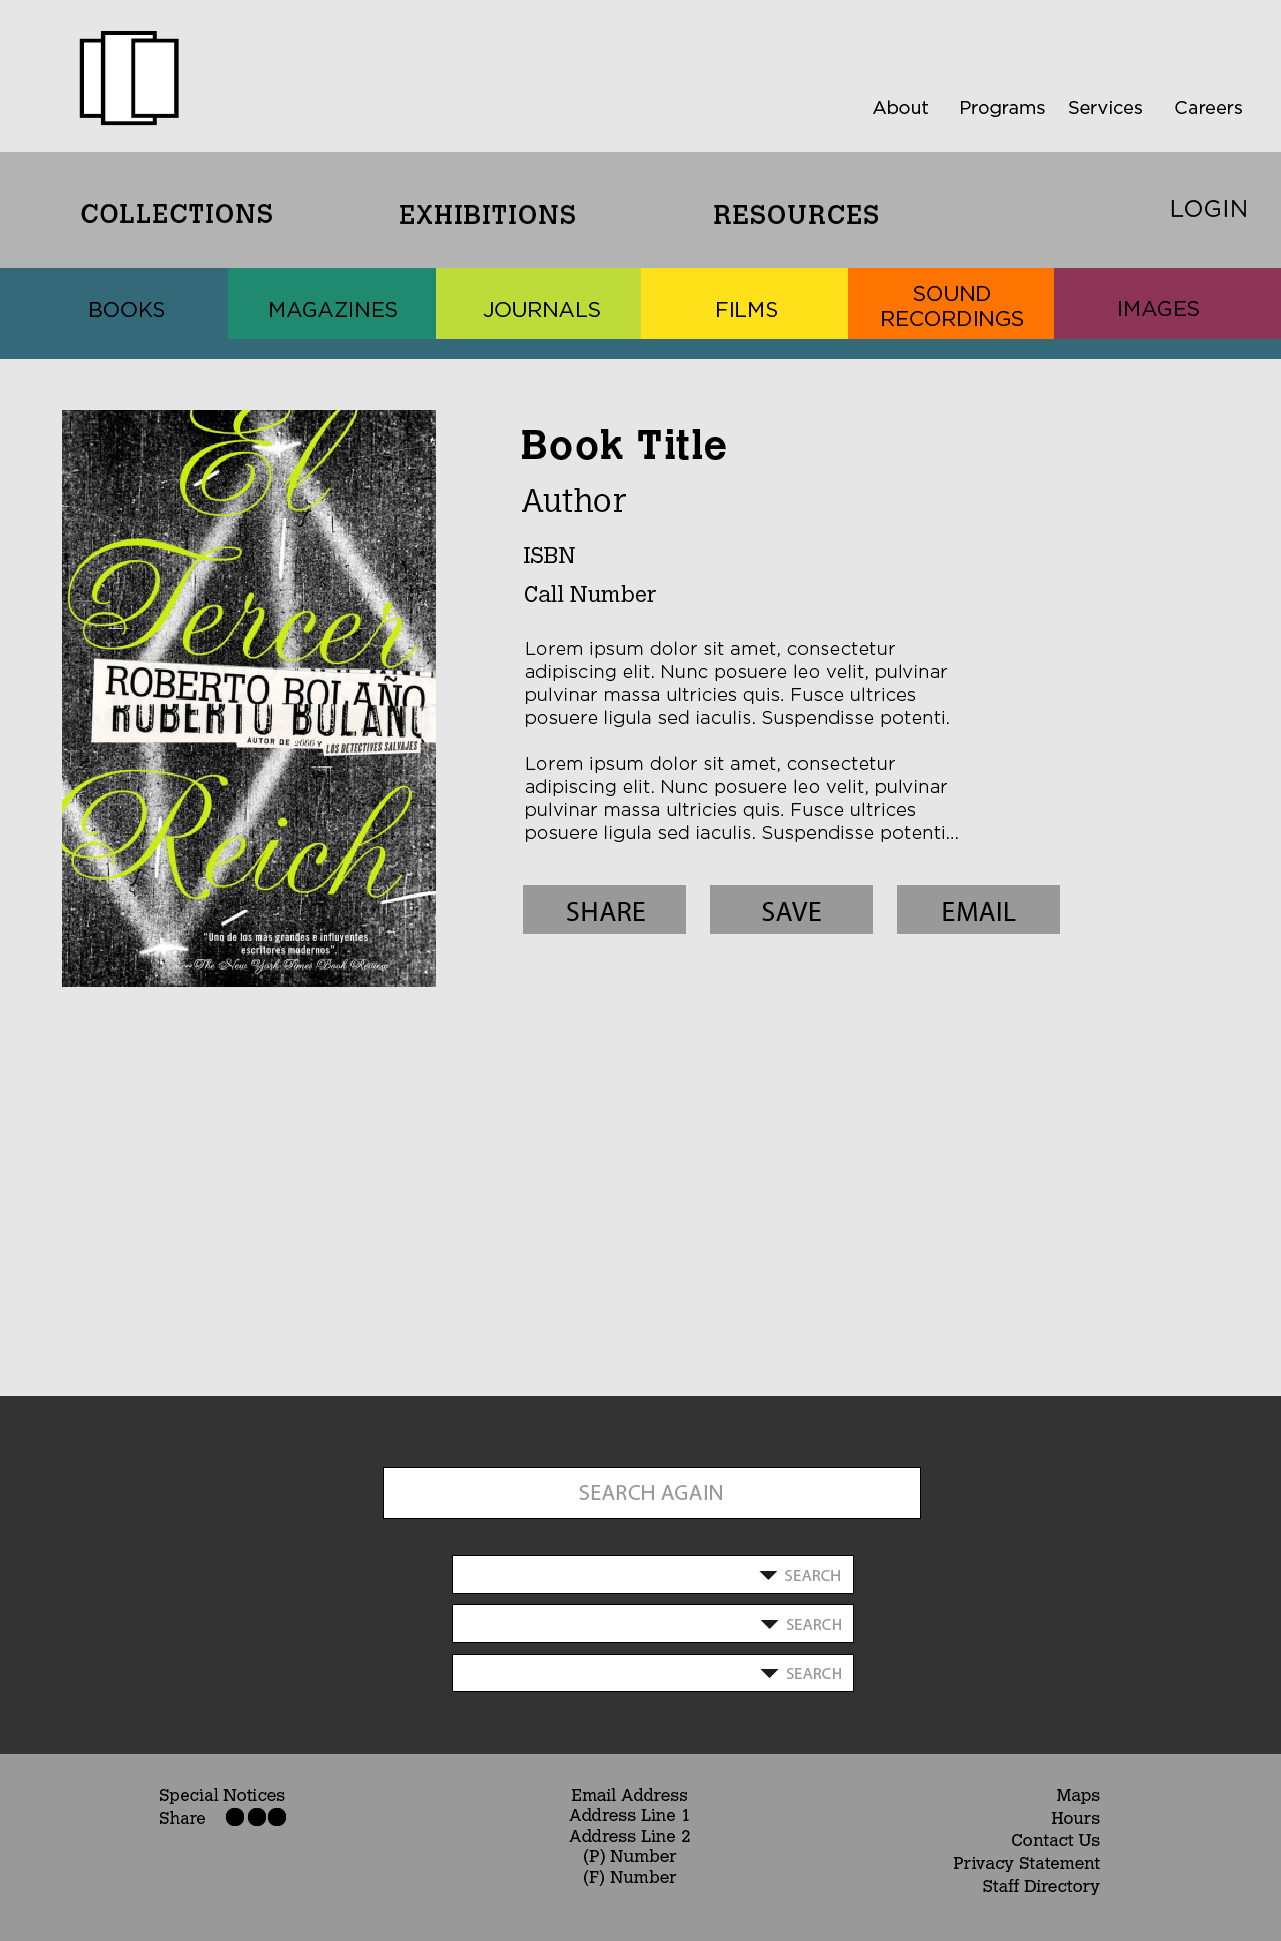 About Programs Services Careers
COLLECTIONS EXHIBITIONS RESOURCES LOGIN
BOOKS MAGAZINES JOURNALS FILMS SOUND RECORDINGS IMAGES
El
Tercer
ROBERTO BOLAÑO
ROBERTO BOLAÑO
AUTOR DE 2666 Y LOS DETECTIVES SALVAJES
Reich
"Uno de los más grandes e influyentes
escritores modernos".
—The New York Times Book Review
Book Title
Author
ISBN
Call Number
Lorem ipsum dolor sit amet, consectetur
adipiscing elit. Nunc posuere leo velit, pulvinar
pulvinar massa ultricies quis. Fusce ultrices
posuere ligula sed iaculis. Suspendisse potenti.
Lorem ipsum dolor sit amet, consectetur
adipiscing elit. Nunc posuere leo velit, pulvinar
pulvinar massa ultricies quis. Fusce ultrices
posuere ligula sed iaculis. Suspendisse potenti...
SHARE SAVE EMAIL
SEARCH AGAIN
SEARCH
SEARCH
SEARCH
Special Notices
Share
Email Address
Address Line 1
Address Line 2
(P) Number
(F) Number
Maps
Hours
Contact Us
Privacy Statement
Staff Directory